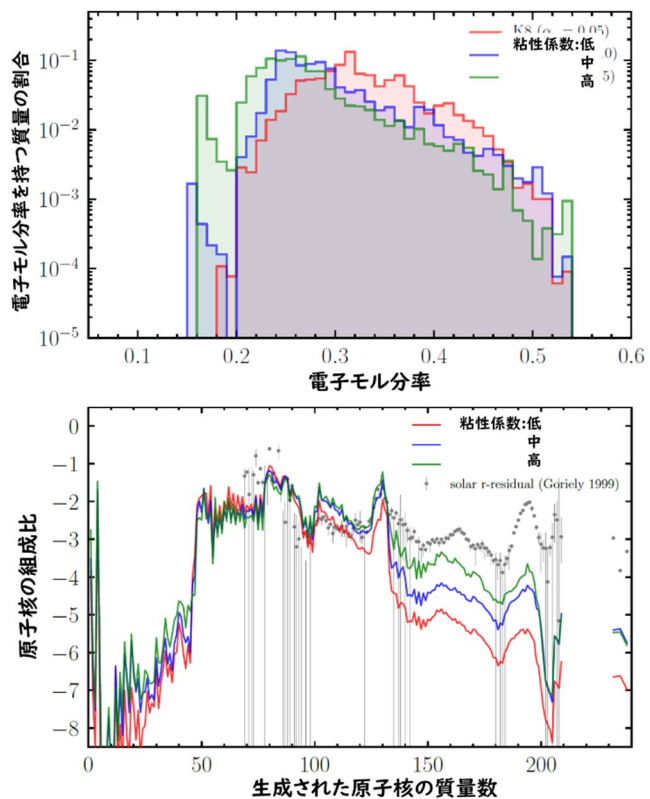 電子モル分率を持つ質量の割合
10⁻¹
10⁻²
10⁻³
10⁻⁴
10⁻⁵
粘性係数:低
中
高
0.1 0.2 0.3 0.4 0.5 0.6
電子モル分率
原子核の組成比
0
−1
−2
−3
−4
−5
−6
−7
−8
粘性係数:低
中
高
solar r-residual (Goriely 1999)
0 50 100 150 200
生成された原子核の質量数